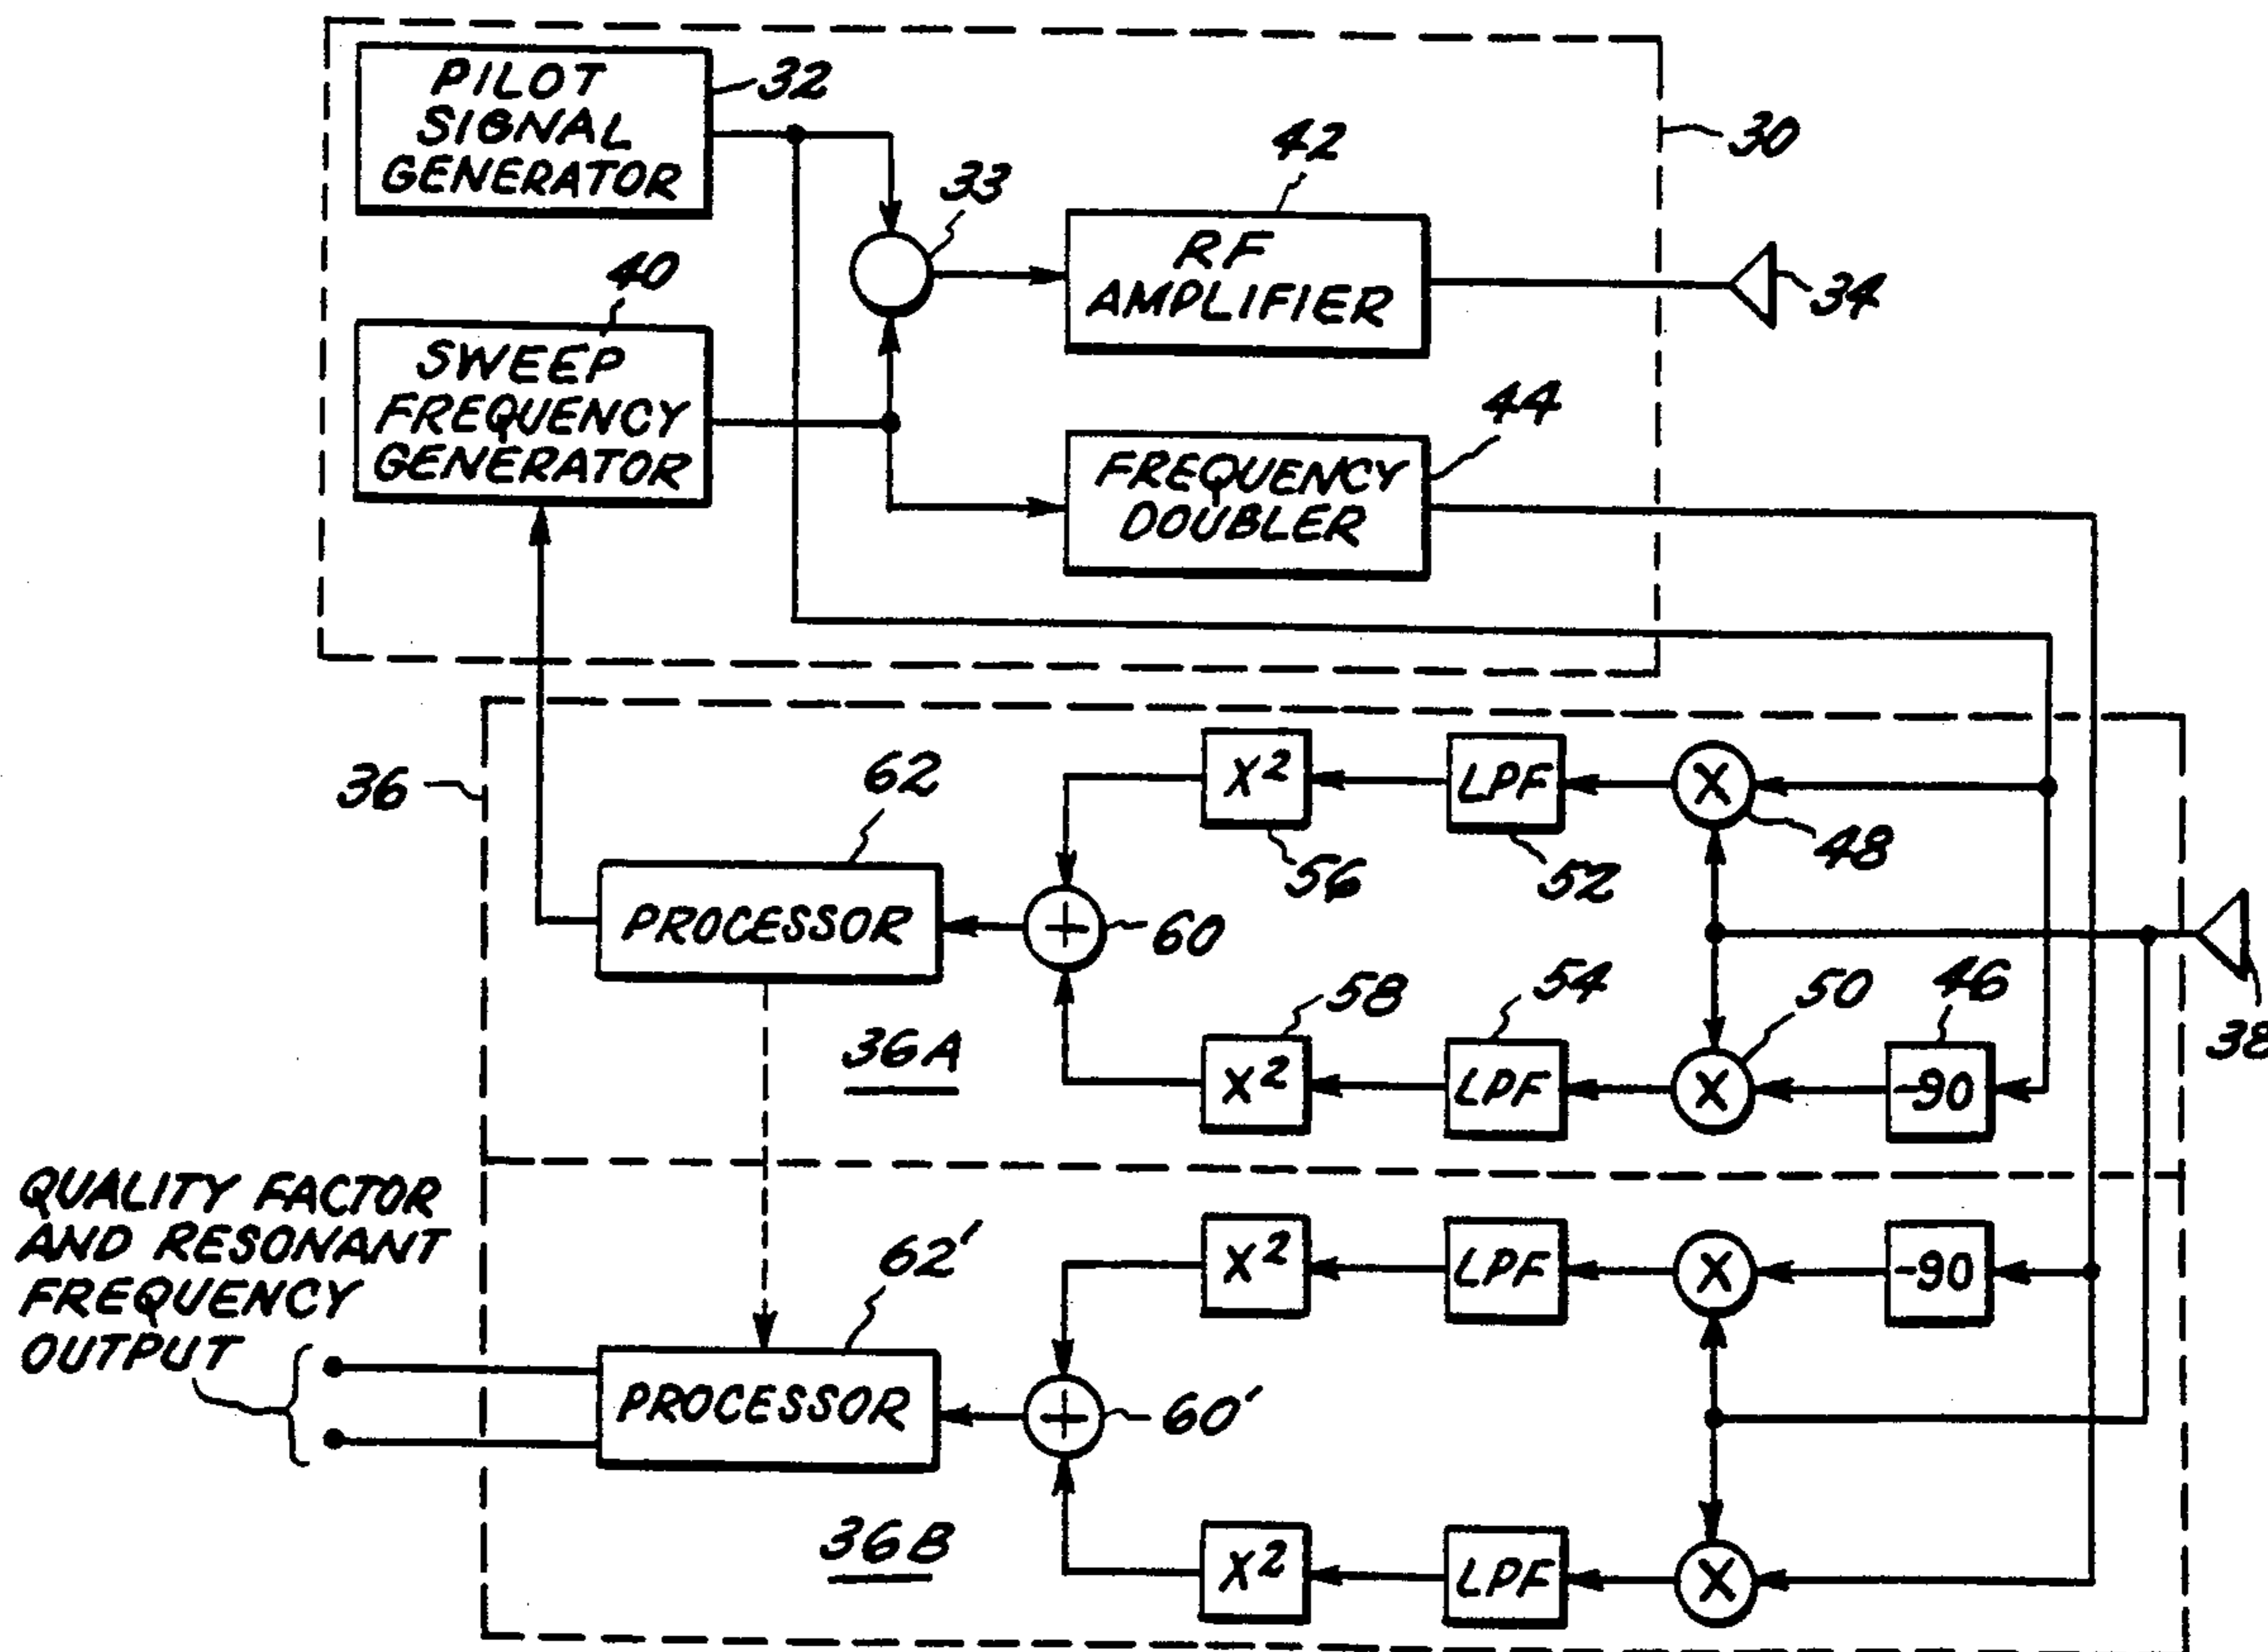 PILOT
SIGNAL
GENERATOR
32
30
33
42
RF
AMPLIFIER
34
40
SWEEP
FREQUENCY
GENERATOR
44
FREQUENCY
DOUBLER
36
62
X2
LPF
X
48
56
52
PROCESSOR
+
60
58
54
50
46
38
36A
X2
LPF
X
-90
QUALITY FACTOR
AND RESONANT
FREQUENCY
OUTPUT
62'
X2
LPF
X
-90
PROCESSOR
+
60'
36B
X2
LPF
X